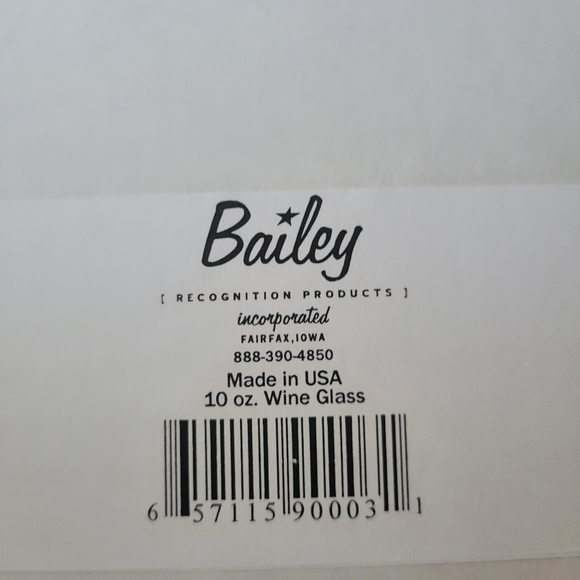 Bailey
[ RECOGNITION PRODUCTS ]
incorporated
FAIRFAX, IOWA
888-390-4850
Made in USA
10 oz. Wine Glass
6 57115 90003 1